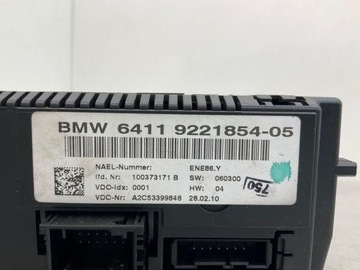 BMW 6411 9221854-05
NAEL-Nummer: ENE86.Y
lfd. Nr: 100373171 B SW: 060300
VDO-Idx: 0001 HW: 04
VDC-Nr: A2C53399848 28.02.10
750